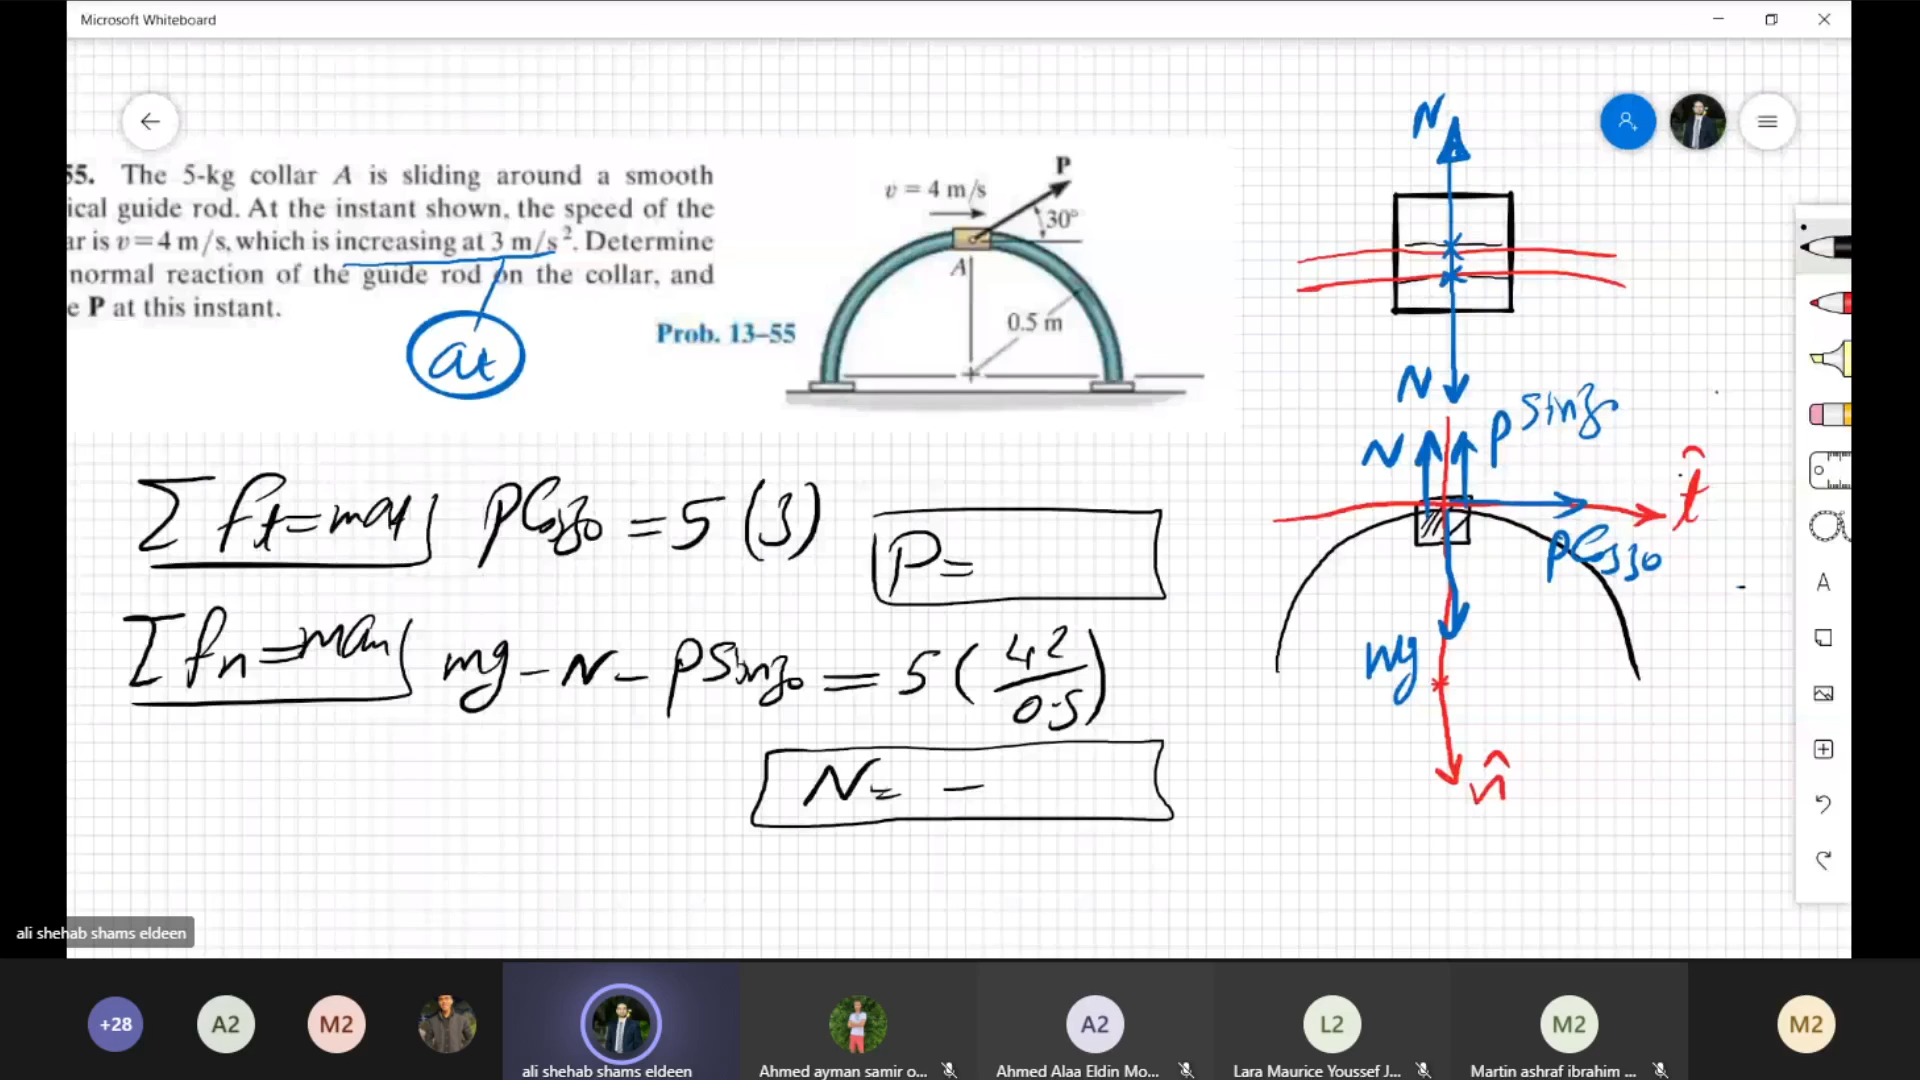 Microsoft Whiteboard
55. The 5-kg collar A is sliding around a smooth
ical guide rod. At the instant shown, the speed of the
ar is v = 4 m/s, which is increasing at 3 m/s². Determine
normal reaction of the guide rod on the collar, and
e P at this instant.
at
Prob. 13–55
v = 4 m/s
P
30°
A
0.5 m
N
N
N
P sin30
t̂
P Cos30
mg
n̂
Σ ft = mat
P Cos30 = 5 (3)
P =
Σ fn = man
mg - N - P sin30 = 5 (4²/0.5)
N = -
A
ali shehab shams eldeen
+28
A2
M2
ali shehab shams eldeen
Ahmed ayman samir o...
A2
Ahmed Alaa Eldin Mo...
L2
Lara Maurice Youssef J...
M2
Martin ashraf ibrahim ...
M2